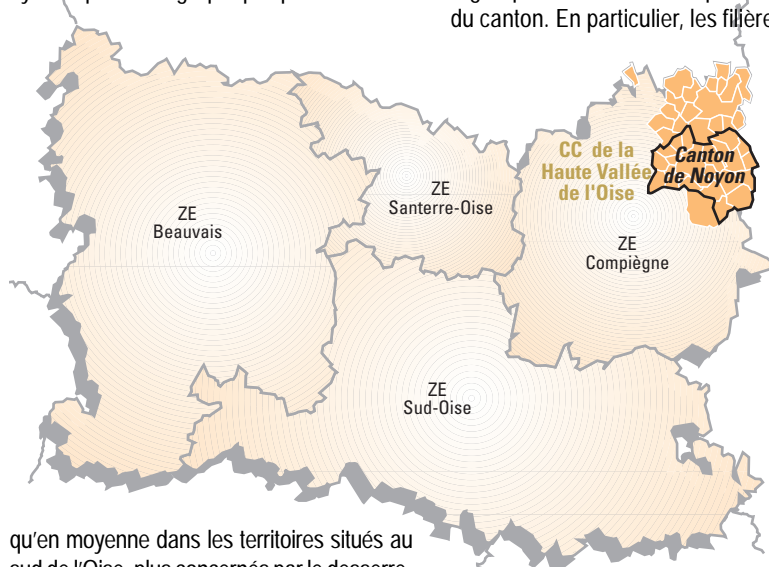 du canton. En particulier, les filière
CC de la
Haute Vallée
de l'Oise
Canton
de Noyon
ZE
Santerre-Oise
ZE
Beauvais
ZE
Compiègne
ZE
Sud-Oise
qu'en moyenne dans les territoires situés au